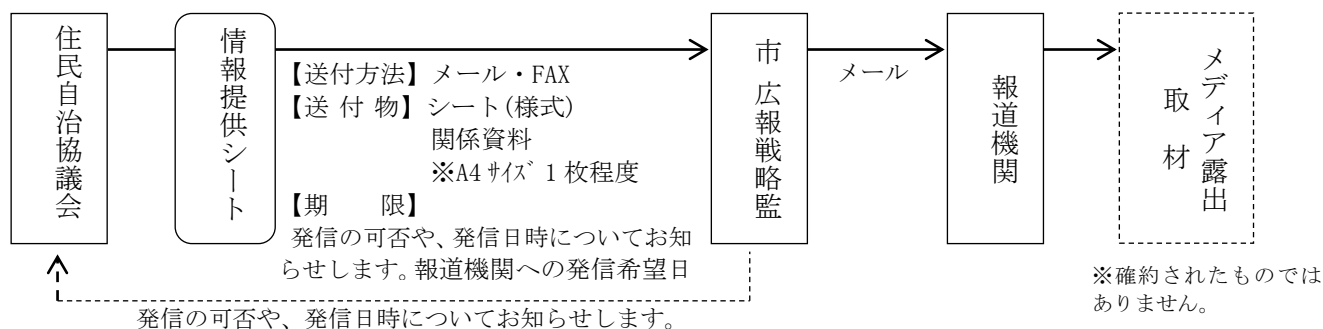 住民自治協議会
情報提供シート
【送付方法】メール・FAX
【送 付 物】シート(様式)
関係資料
※A4ｻｲｽﾞ1枚程度
【期　　限】
発信の可否や、発信日時についてお知
らせします。報道機関への発信希望日
市 広報戦略監
メール
報道機関
メディア露出
取 材
※確約されたものでは
ありません。
発信の可否や、発信日時についてお知らせします。